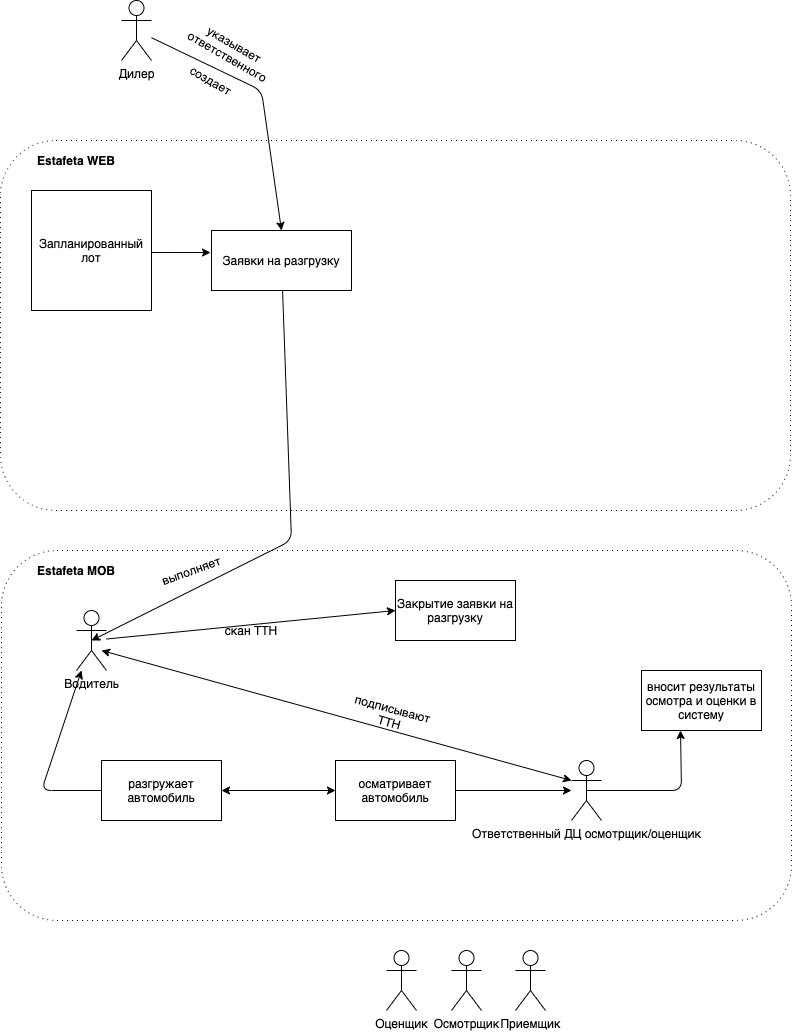 указывает
ответственного
создает
Дилер
Estafeta WEB
Запланированный
лот
Заявки на разгрузку
Estafeta MOB
выполняет
Закрытие заявки на
разгрузку
скан ТТН
Водитель
вносит результаты
осмотра и оценки в
систему
подписывают
ТТН
разгружает
автомобиль
осматривает
автомобиль
Ответственный ДЦ осмотрщик/оценщик
Оценщик
Осмотрщик
Приемщик